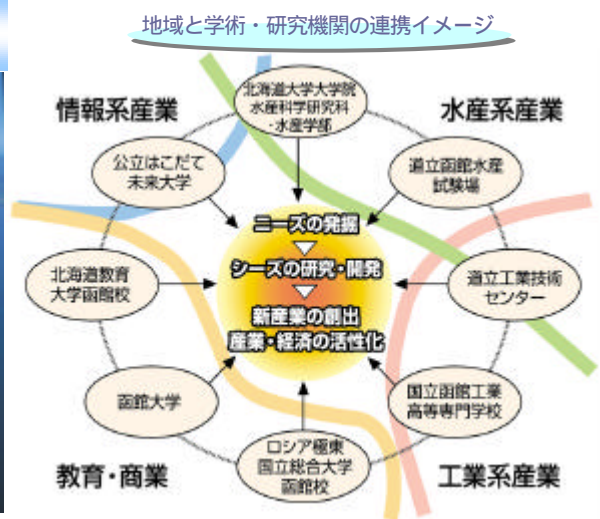 地域と学術・研究機関の連携イメージ
情報系産業
水産系産業
北海道大学大学院
水産科学研究科
・水産学部
公立はこだて
未来大学
道立函館水産
試験場
ニーズの発掘
シーズの研究・開発
新産業の創出
産業・経済の活性化
北海道教育
大学函館校
道立工業技術
センター
函館大学
国立函館工業
高等専門学校
ロシア極東
国立総合大学
函館校
教育・商業
工業系産業